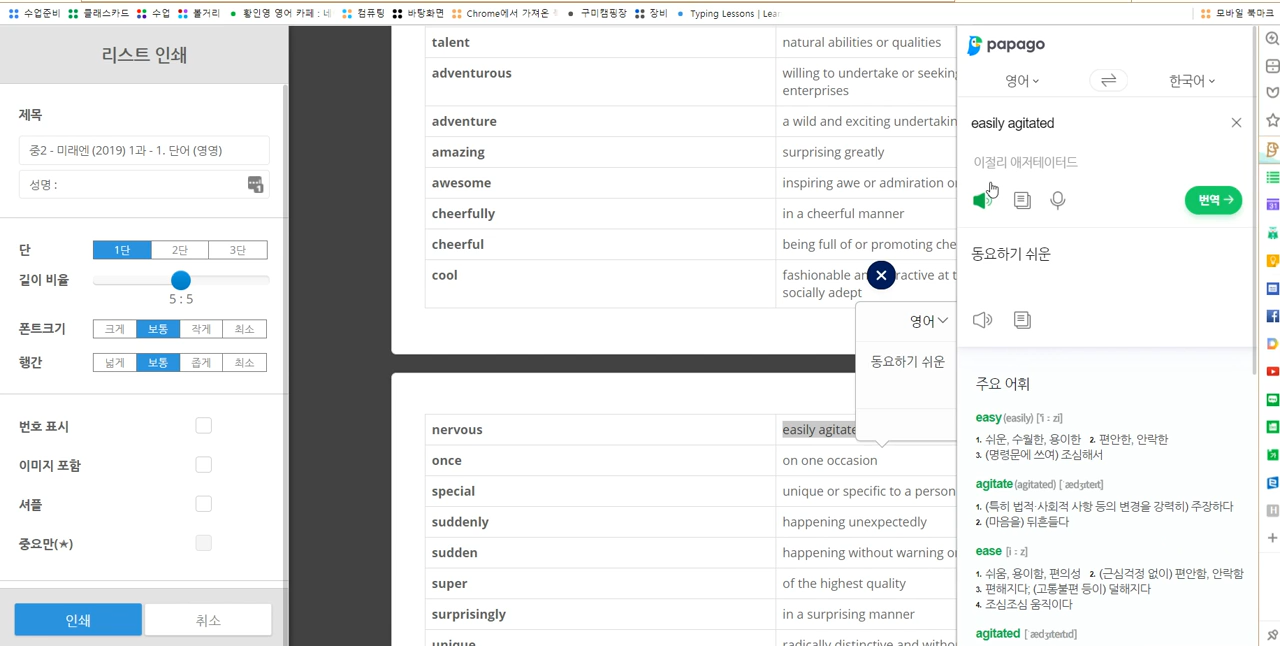 수업준비 클래스카드 수업 볼거리 황인영 영어 카페 : 네 컴퓨팅 바탕화면 Chrome에서 가져온 구미캠핑장 장비 Typing Lessons | Lea 모바일 북마크
리스트 인쇄
제목
중2 - 미래엔 (2019) 1과 - 1. 단어 (영영)
성명 :
단 1단 2단 3단
길이 비율
5 : 5
폰트크기 크게 보통 작게 최소
행간 넓게 보통 좁게 최소
번호 표시
이미지 포함
셔플
중요만(★)
인쇄 취소
talent natural abilities or qualities
adventurous willing to undertake or seeking
enterprises
adventure a wild and exciting undertakin
amazing surprising greatly
awesome inspiring awe or admiration or
cheerfully in a cheerful manner
cheerful being full of or promoting che
cool fashionable an ractive at t
socially adept
영어
동요하기 쉬운
nervous easily agitate
once on one occasion
special unique or specific to a person
suddenly happening unexpectedly
sudden happening without warning or
super of the highest quality
surprisingly in a surprising manner
unique radically distinctive and witho
papago
영어 한국어
easily agitated
이절리 애저테이터드
번역
동요하기 쉬운
주요 어휘
easy (easily) [ˈiːzi]
1. 쉬운, 수월한, 용이한 2. 편안한, 안락한
3. (명령문에 쓰여) 조심해서
agitate (agitated) [ˈædʒɪteɪt]
1. (특히 법적·사회적 사항 등의 변경을 강력히) 주장하다
2. (마음을) 뒤흔들다
ease [iːz]
1. 쉬움, 용이함, 편의성 2. (근심걱정 없이) 편안함, 안락함
3. 편해지다; (고통불편 등이) 덜해지다
4. 조심조심 움직이다
agitated [ˈædʒɪteɪtɪd]